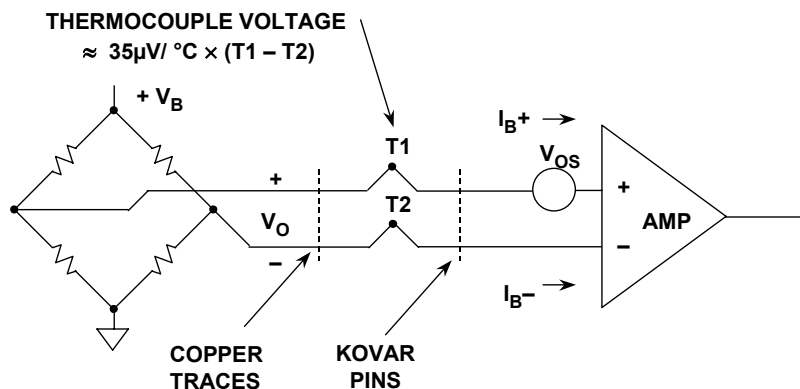 THERMOCOUPLE VOLTAGE
≈ 35µV/ °C × (T1 – T2)
+ VB
IB+
T1
VOS
+
+
T2
VO
AMP
–
–
IB–
COPPER
TRACES
KOVAR
PINS